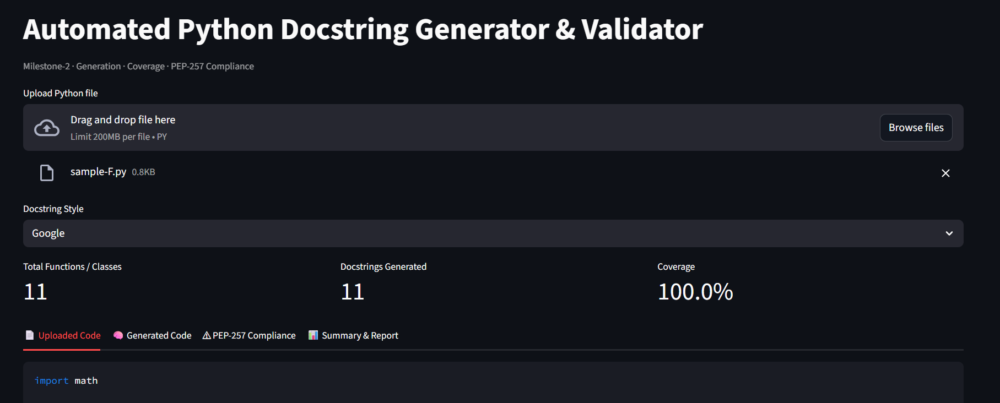 Automated Python Docstring Generator & Validator
Milestone-2 · Generation · Coverage · PEP-257 Compliance
Upload Python file
Drag and drop file here
Limit 200MB per file • PY
Browse files
sample-F.py 0.8KB
Docstring Style
Google
Total Functions / Classes
Docstrings Generated
Coverage
11
11
100.0%
Uploaded Code
Generated Code
PEP-257 Compliance
Summary & Report
import math